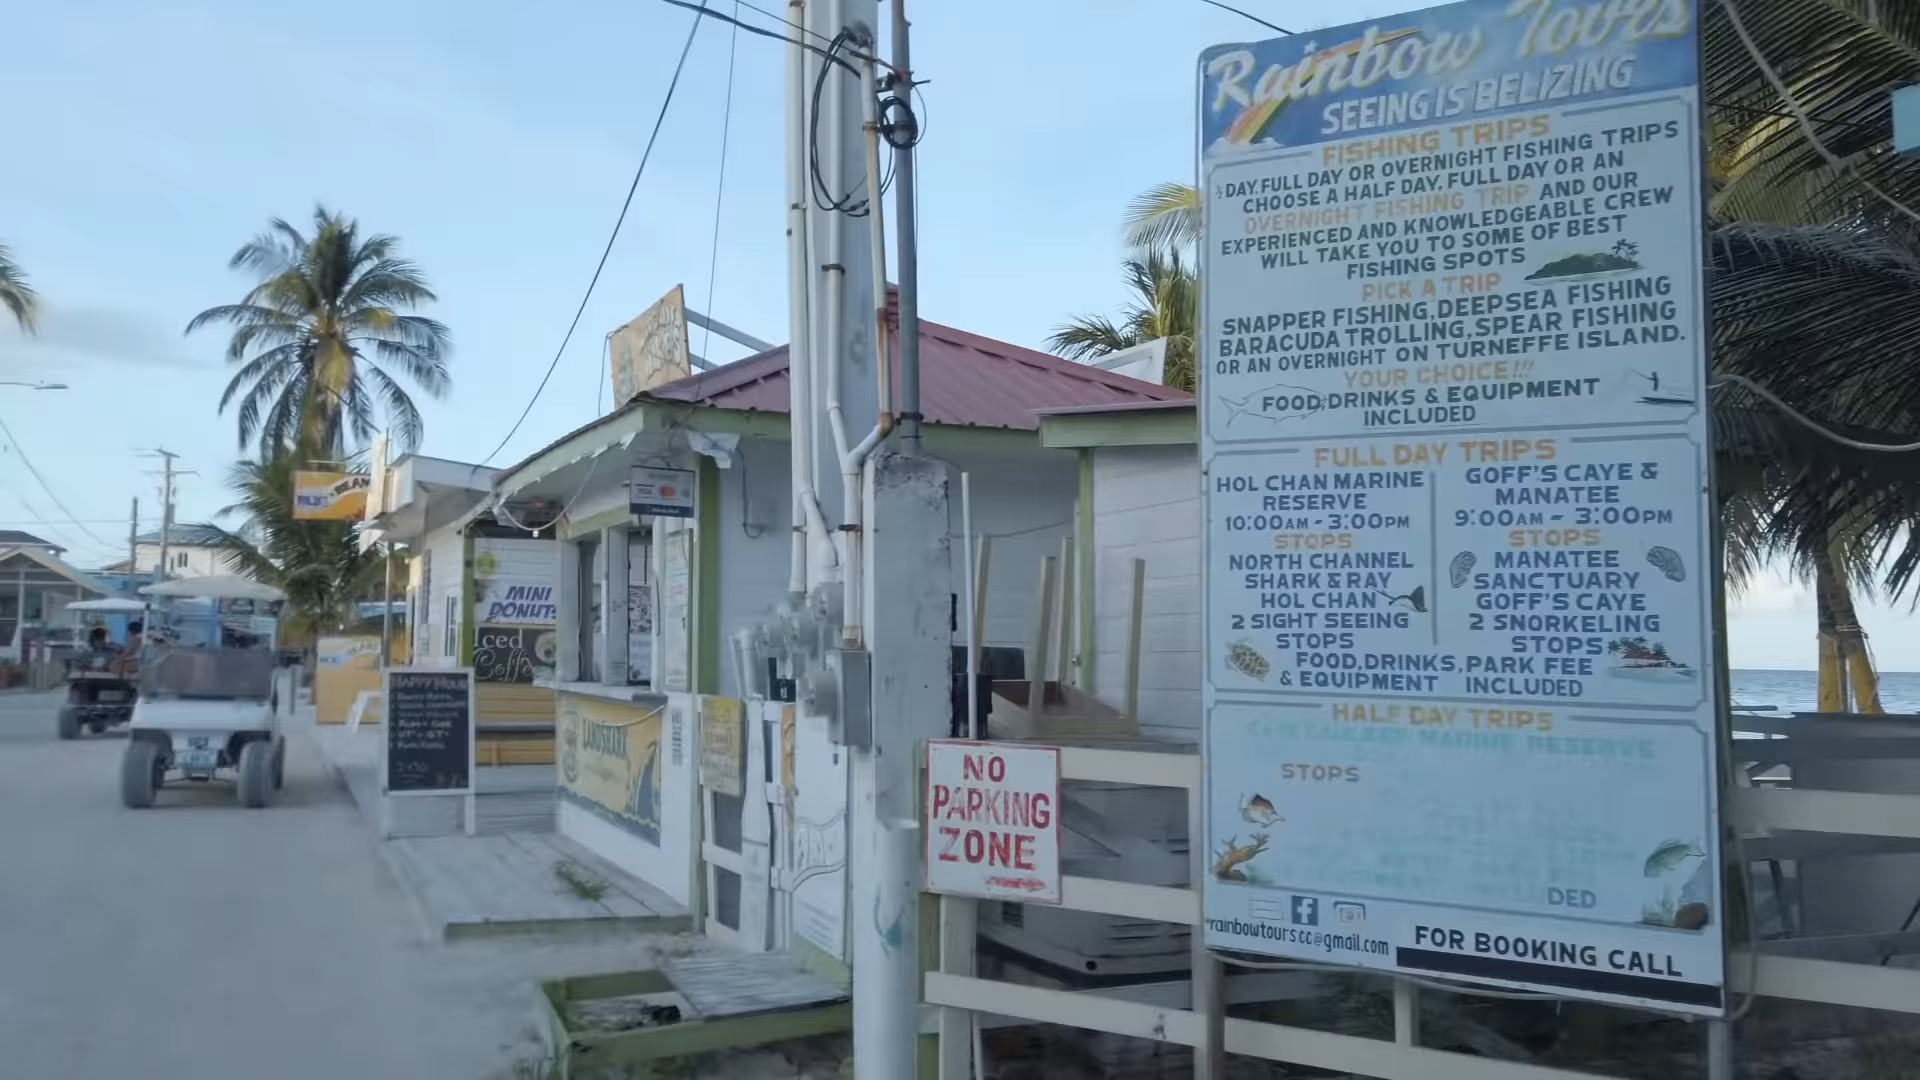 Rainbow Tours
SEEING IS BELIZING
FISHING TRIPS
½ DAY, FULL DAY OR OVERNIGHT FISHING TRIPS
CHOOSE A HALF DAY, FULL DAY OR AN
OVERNIGHT FISHING TRIP AND OUR
EXPERIENCED AND KNOWLEDGEABLE CREW
WILL TAKE YOU TO SOME OF BEST
FISHING SPOTS
PICK A TRIP
SNAPPER FISHING, DEEPSEA FISHING
BARACUDA TROLLING, SPEAR FISHING
OR AN OVERNIGHT ON TURNEFFE ISLAND.
YOUR CHOICE!!!
FOOD, DRINKS & EQUIPMENT
INCLUDED
FULL DAY TRIPS
HOL CHAN MARINE
RESERVE
10:00AM - 3:00PM
STOPS
NORTH CHANNEL
SHARK & RAY
HOL CHAN
2 SIGHT SEEING
STOPS
GOFF'S CAYE &
MANATEE
9:00AM - 3:00PM
STOPS
MANATEE
SANCTUARY
GOFF'S CAYE
2 SNORKELING
STOPS
FOOD, DRINKS, PARK FEE
& EQUIPMENT INCLUDED
HALF DAY TRIPS
MARINE RESERVE
STOPS
DED
rainbowtours.cc@gmail.com
FOR BOOKING CALL
NO
PARKING
ZONE
BEAN
MINI
DONUTS
Iced
Coffee
HAPPY HOUR
LANDSHARK